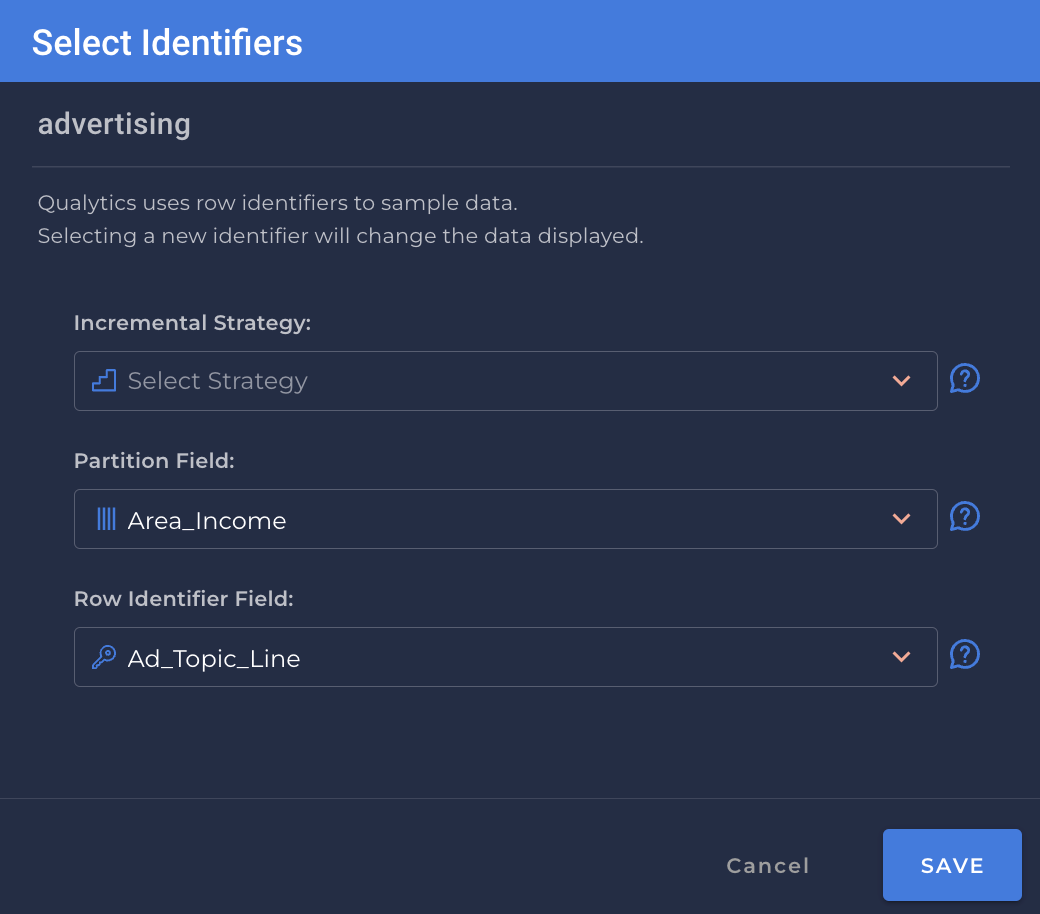 Select Identifiers
advertising
Qualytics uses row identifiers to sample data.
Selecting a new identifier will change the data displayed.
Incremental Strategy:
Select Strategy
Partition Field:
Area_Income
Row Identifier Field:
Ad_Topic_Line
Cancel
SAVE